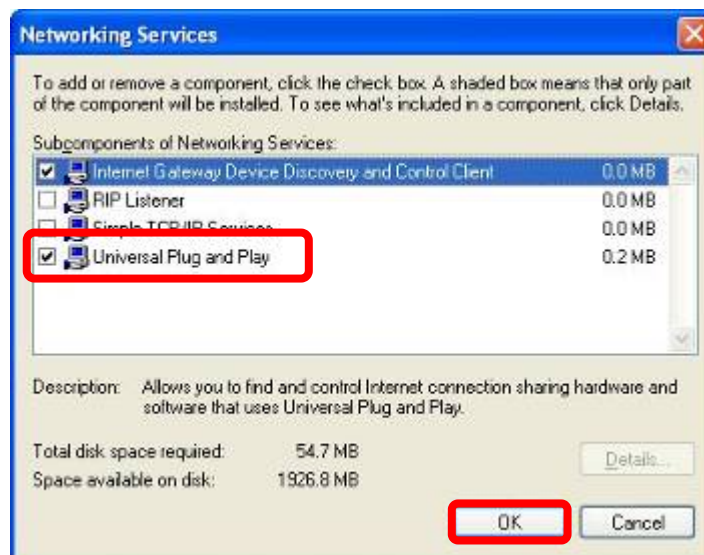 Networking Services
To add or remove a component, click the check box. A shaded box means that only part
of the component will be installed. To see what's included in a component, click Details.
Subcomponents of Networking Services:
Internet Gateway Device Discovery and Control Client 0.0 MB
RIP Listener 0.0 MB
Simple TCP/IP Services 0.0 MB
Universal Plug and Play 0.2 MB
Description: Allows you to find and control Internet connection sharing hardware and
software that uses Universal Plug and Play.
Total disk space required: 54.7 MB
Space available on disk: 1926.8 MB
Details...
OK Cancel